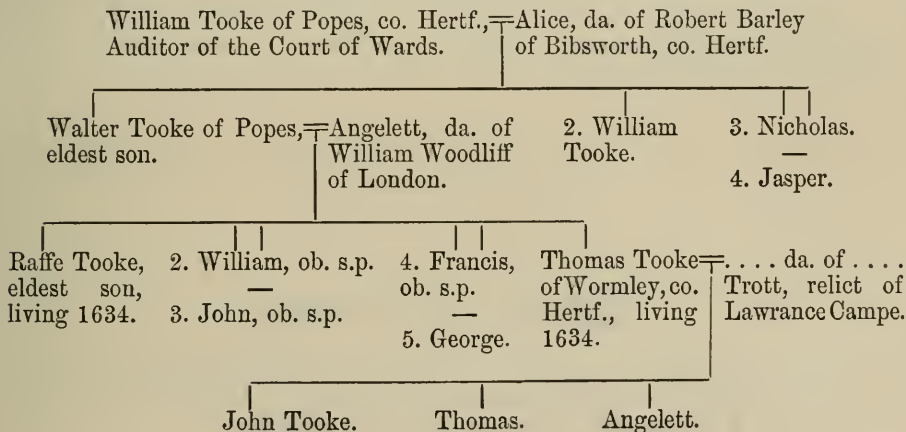 William Tooke of Popes, co. Hertf.,=Alice, da. of Robert Barley
Auditor of the Court of Wards. of Bibsworth, co. Hertf.
Walter Tooke of Popes,=Angelett, da. of 2. William 3. Nicholas.
eldest son. William Woodliff Tooke. —
of London. 4. Jasper.
Raffe Tooke, 2. William, ob. s.p. 4. Francis, Thomas Tooke=. . . . da. of . . . .
eldest son, — ob. s.p. of Wormley, co. Trott, relict of
living 1634. 3. John, ob. s.p. — Hertf., living Lawrance Campe.
5. George. 1634.
John Tooke. Thomas. Angelett.